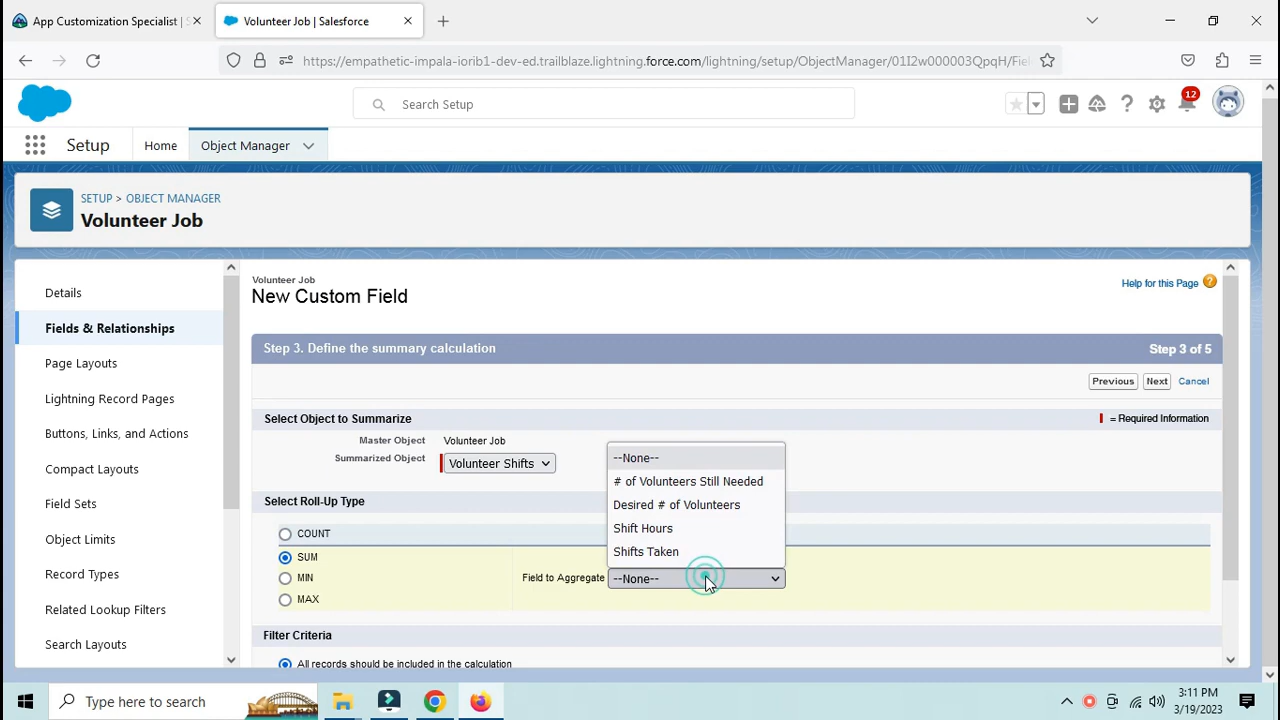 App Customization Specialist |
Volunteer Job | Salesforce
https://empathetic-impala-iorib1-dev-ed.trailblaze.lightning.force.com/lightning/setup/ObjectManager/01I2w000003QpqH/Fie
Search Setup
12
Setup
Home
Object Manager
SETUP > OBJECT MANAGER
Volunteer Job
Details
Fields & Relationships
Page Layouts
Lightning Record Pages
Buttons, Links, and Actions
Compact Layouts
Field Sets
Object Limits
Record Types
Related Lookup Filters
Search Layouts
Volunteer Job
New Custom Field
Help for this Page
Step 3. Define the summary calculation
Step 3 of 5
Previous Next Cancel
Select Object to Summarize
= Required Information
Master Object Volunteer Job
Summarized Object Volunteer Shifts
--None--
# of Volunteers Still Needed
Desired # of Volunteers
Shift Hours
Shifts Taken
Select Roll-Up Type
COUNT
SUM
MIN
MAX
Field to Aggregate --None--
Filter Criteria
All records should be included in the calculation
Type here to search
3:11 PM
3/19/2023